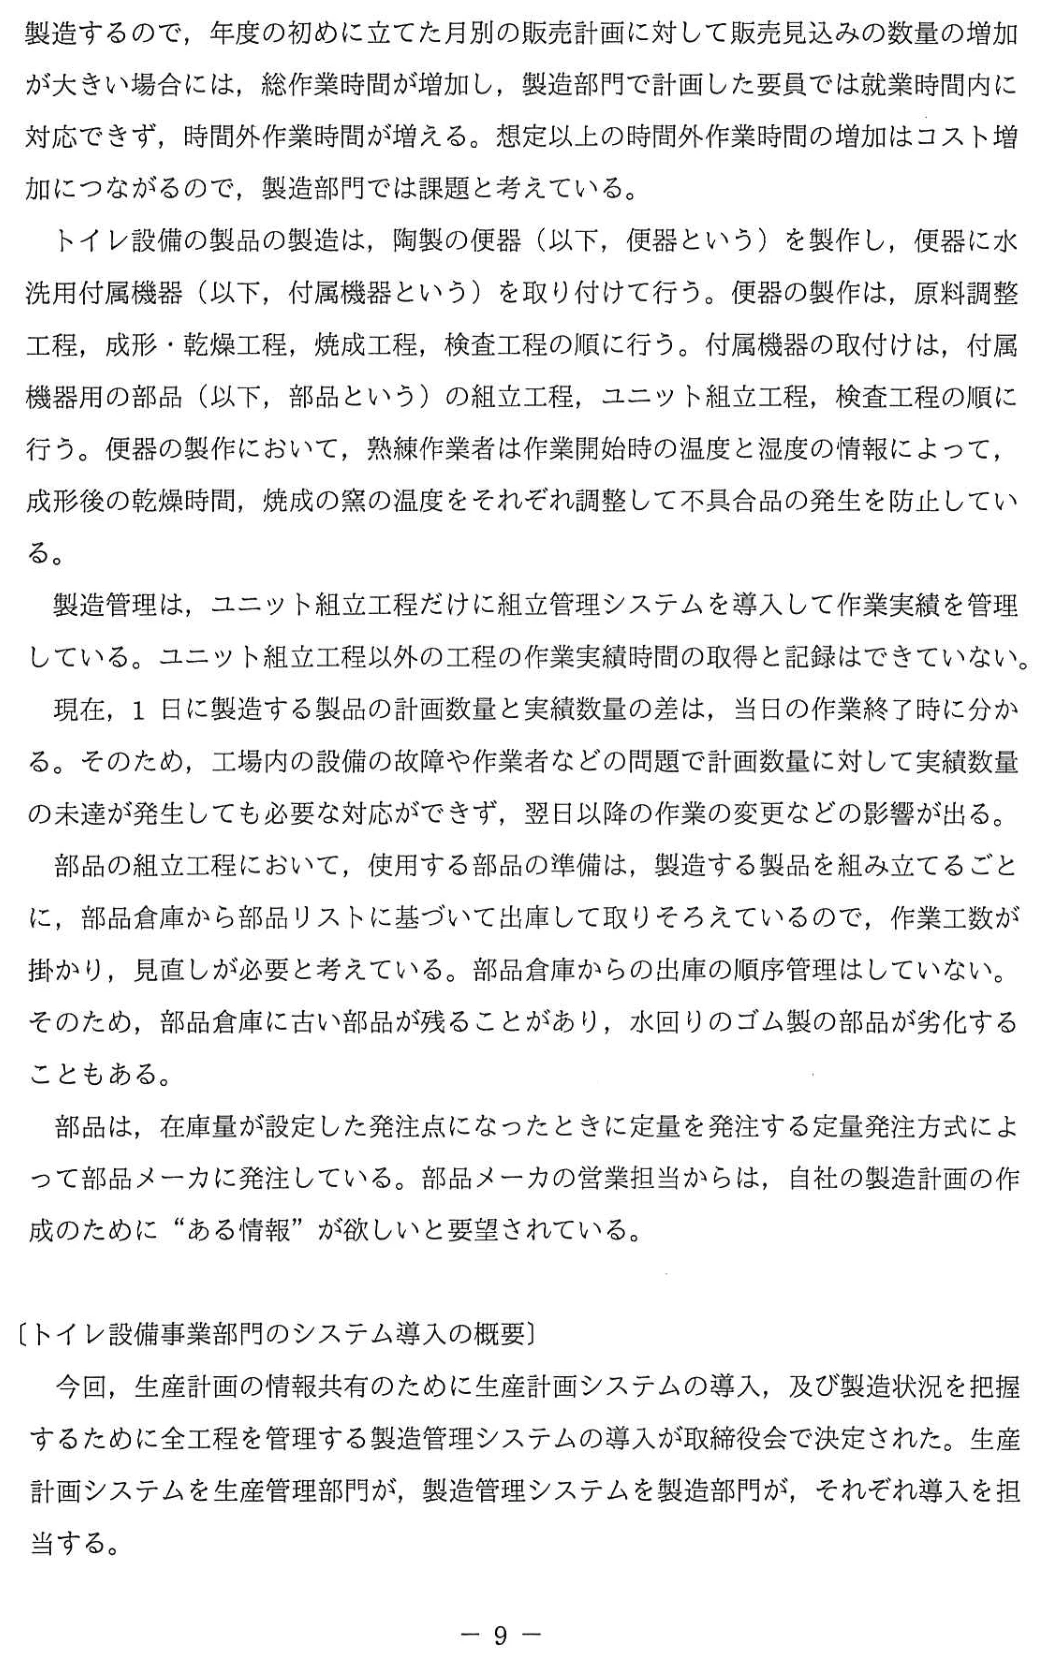 製造するので，年度の初めに立てた月別の販売計画に対して販売見込みの数量の増加
が大きい場合には，総作業時間が増加し，製造部門で計画した要員では就業時間内に
対応できず，時間外作業時間が増える。想定以上の時間外作業時間の増加はコスト増
加につながるので，製造部門では課題と考えている。
トイレ設備の製品の製造は，陶製の便器（以下，便器という）を製作し，便器に水
洗用付属機器（以下，付属機器という）を取り付けて行う。便器の製作は，原料調整
工程，成形・乾燥工程，焼成工程，検査工程の順に行う。付属機器の取付けは，付属
機器用の部品（以下，部品という）の組立工程，ユニット組立工程，検査工程の順に
行う。便器の製作において，熟練作業者は作業開始時の温度と湿度の情報によって，
成形後の乾燥時間，焼成の窯の温度をそれぞれ調整して不具合品の発生を防止してい
る。
製造管理は，ユニット組立工程だけに組立管理システムを導入して作業実績を管理
している。ユニット組立工程以外の工程の作業実績時間の取得と記録はできていない。
現在，1 日に製造する製品の計画数量と実績数量の差は，当日の作業終了時に分か
る。そのため，工場内の設備の故障や作業者などの問題で計画数量に対して実績数量
の未達が発生しても必要な対応ができず，翌日以降の作業の変更などの影響が出る。
部品の組立工程において，使用する部品の準備は，製造する製品を組み立てるごと
に，部品倉庫から部品リストに基づいて出庫して取りそろえているので，作業工数が
掛かり，見直しが必要と考えている。部品倉庫からの出庫の順序管理はしていない。
そのため，部品倉庫に古い部品が残ることがあり，水回りのゴム製の部品が劣化する
こともある。
部品は，在庫量が設定した発注点になったときに定量を発注する定量発注方式によ
って部品メーカに発注している。部品メーカの営業担当からは，自社の製造計画の作
成のために“ある情報”が欲しいと要望されている。
〔トイレ設備事業部門のシステム導入の概要〕
今回，生産計画の情報共有のために生産計画システムの導入，及び製造状況を把握
するために全工程を管理する製造管理システムの導入が取締役会で決定された。生産
計画システムを生産管理部門が，製造管理システムを製造部門が，それぞれ導入を担
当する。
－ 9 －